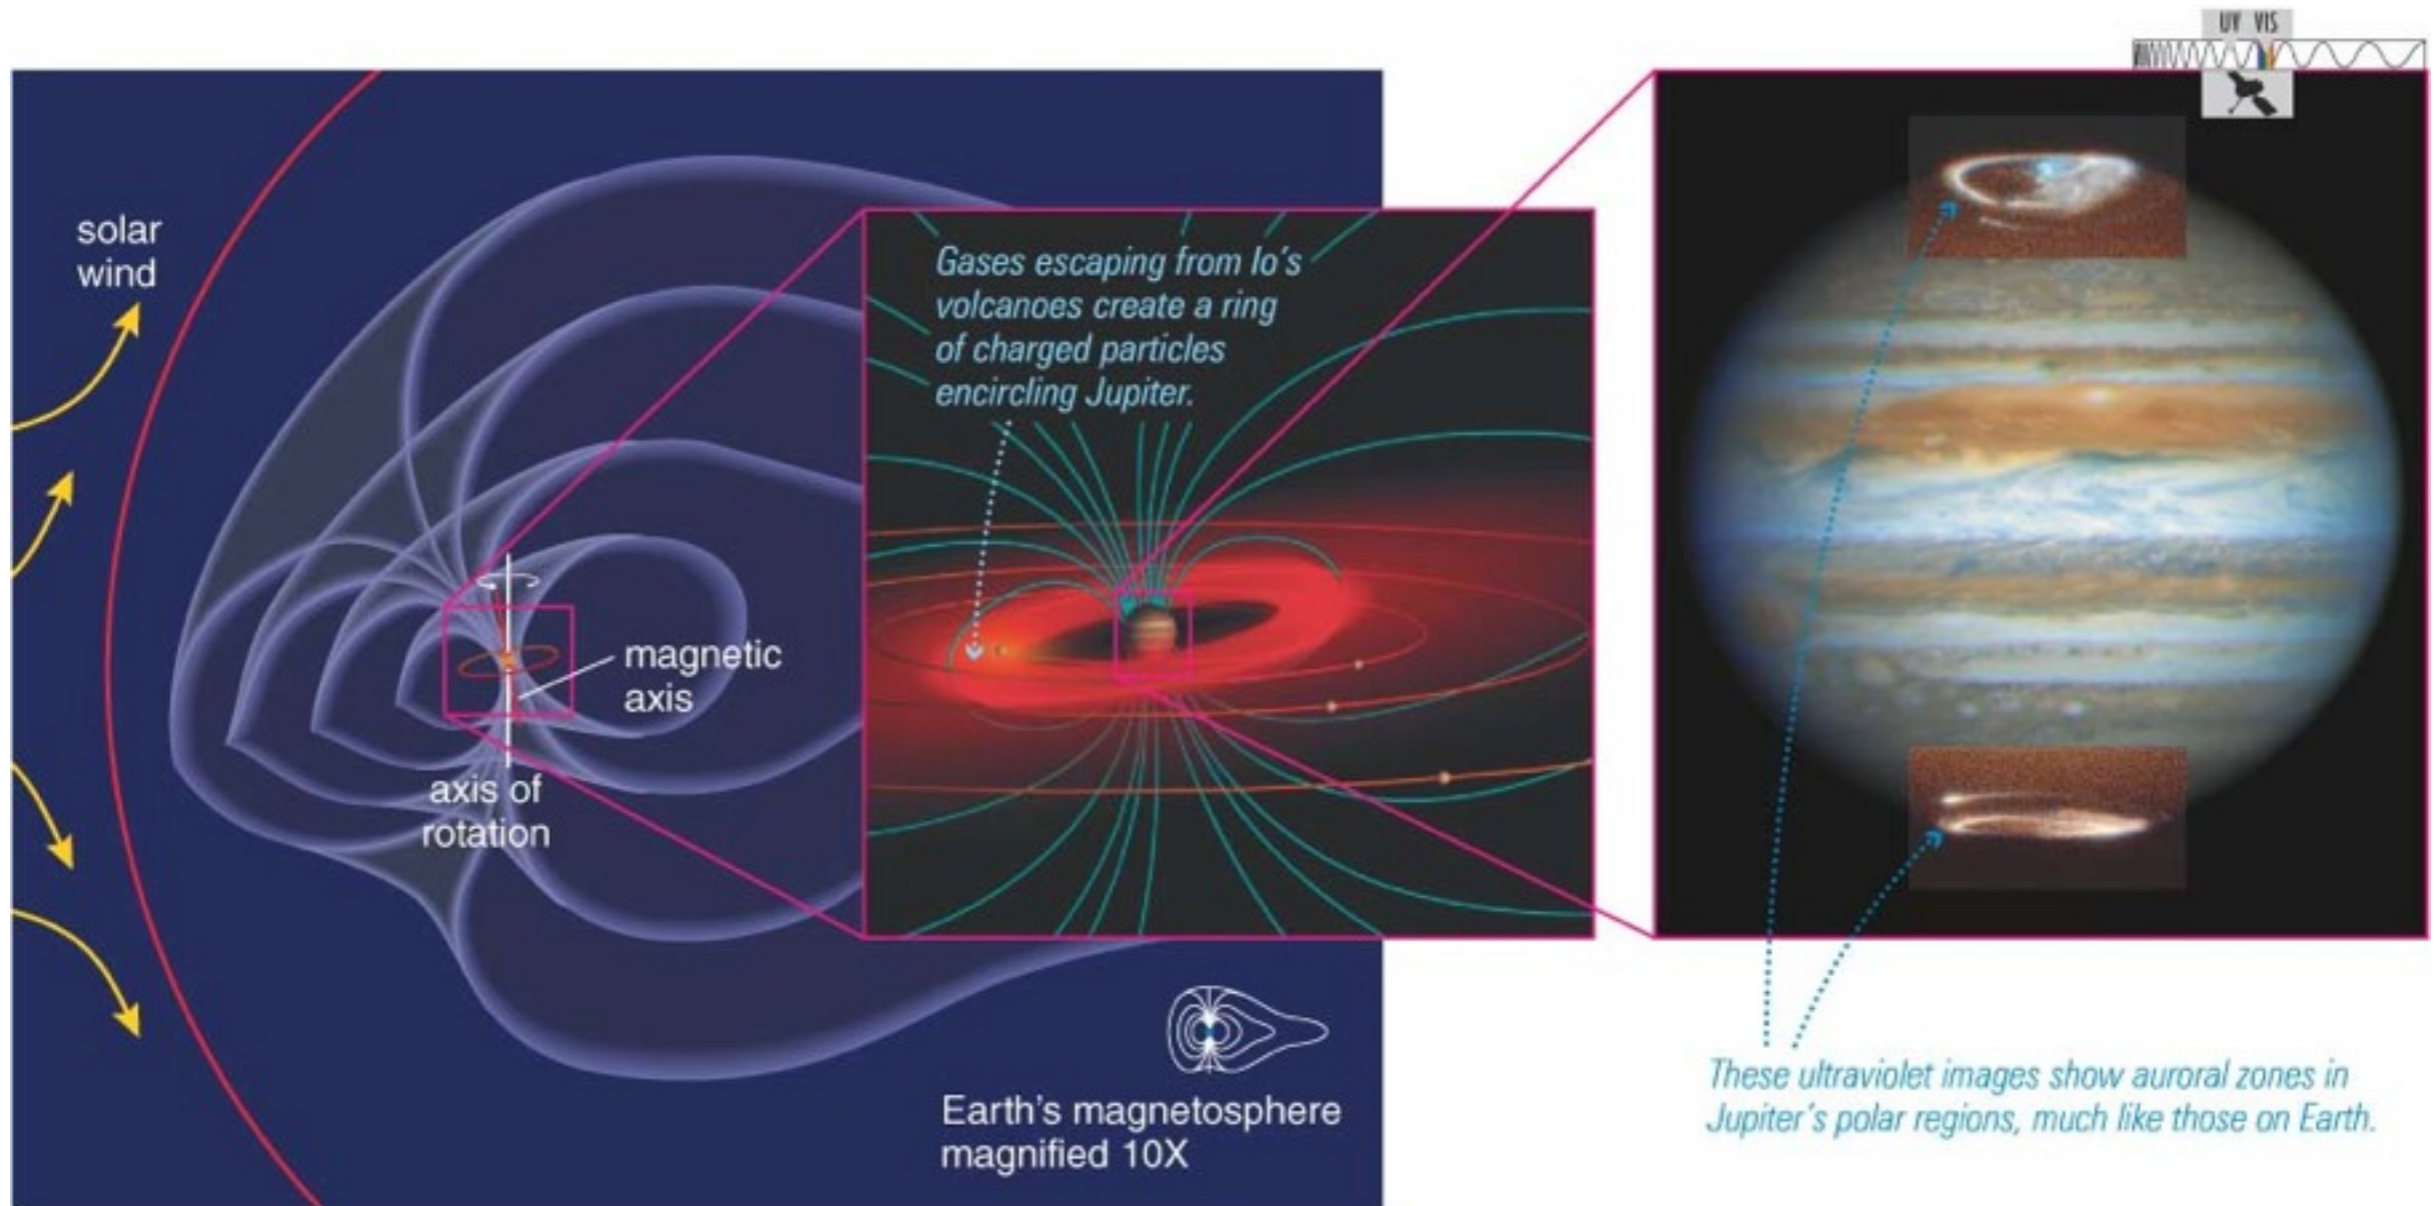 UV VIS
solar
wind
Gases escaping from Io's
volcanoes create a ring
of charged particles
encircling Jupiter.
magnetic
axis
axis of
rotation
Earth's magnetosphere
magnified 10X
These ultraviolet images show auroral zones in
Jupiter's polar regions, much like those on Earth.